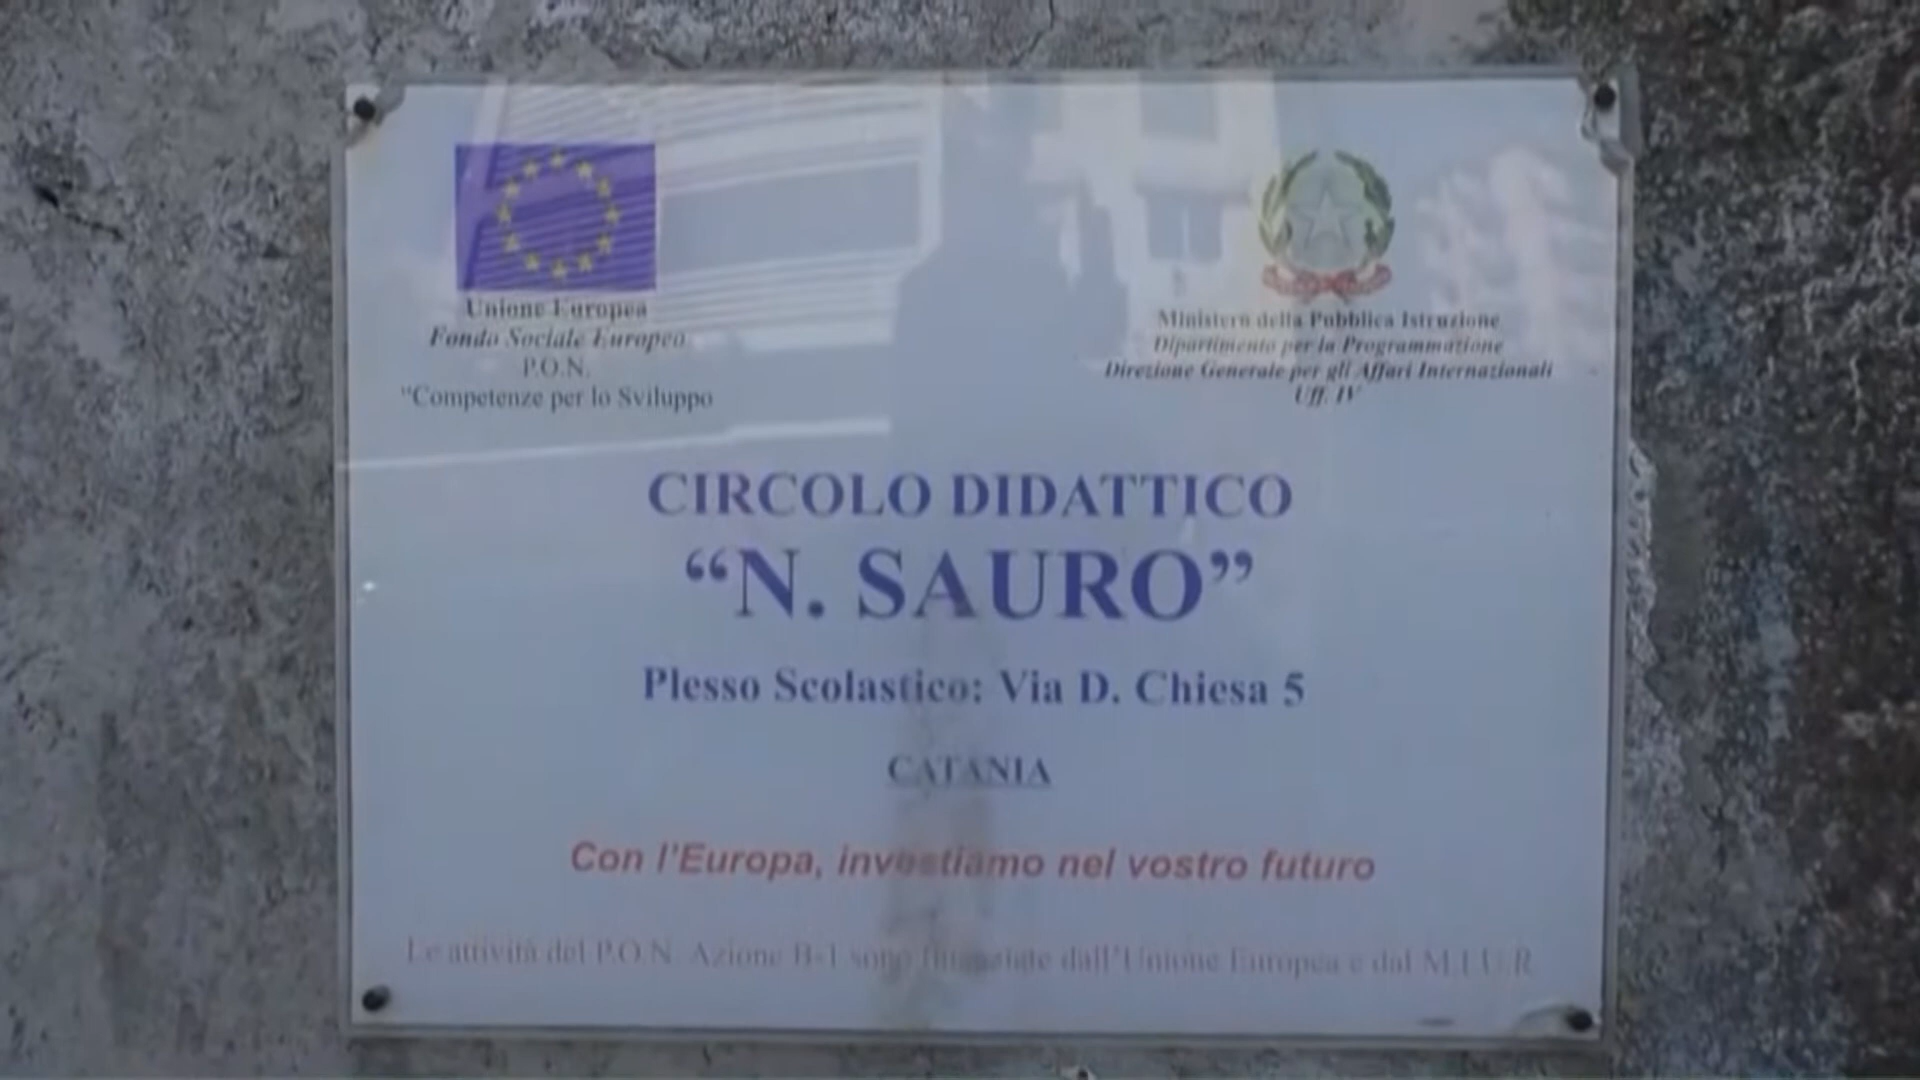 Unione Europea
Fondo Sociale Europeo
P.O.N.
"Competenze per lo Sviluppo
Ministero della Pubblica Istruzione
Dipartimento per la Programmazione
Direzione Generale per gli Affari Internazionali
Uff. IV
CIRCOLO DIDATTICO
“N. SAURO”
Plesso Scolastico: Via D. Chiesa 5
CATANIA
Con l'Europa, investiamo nel vostro futuro
Le attività del P.O.N. Azione B-1 sono finanziate dall'Unione Europea e dal M.I.U.R.